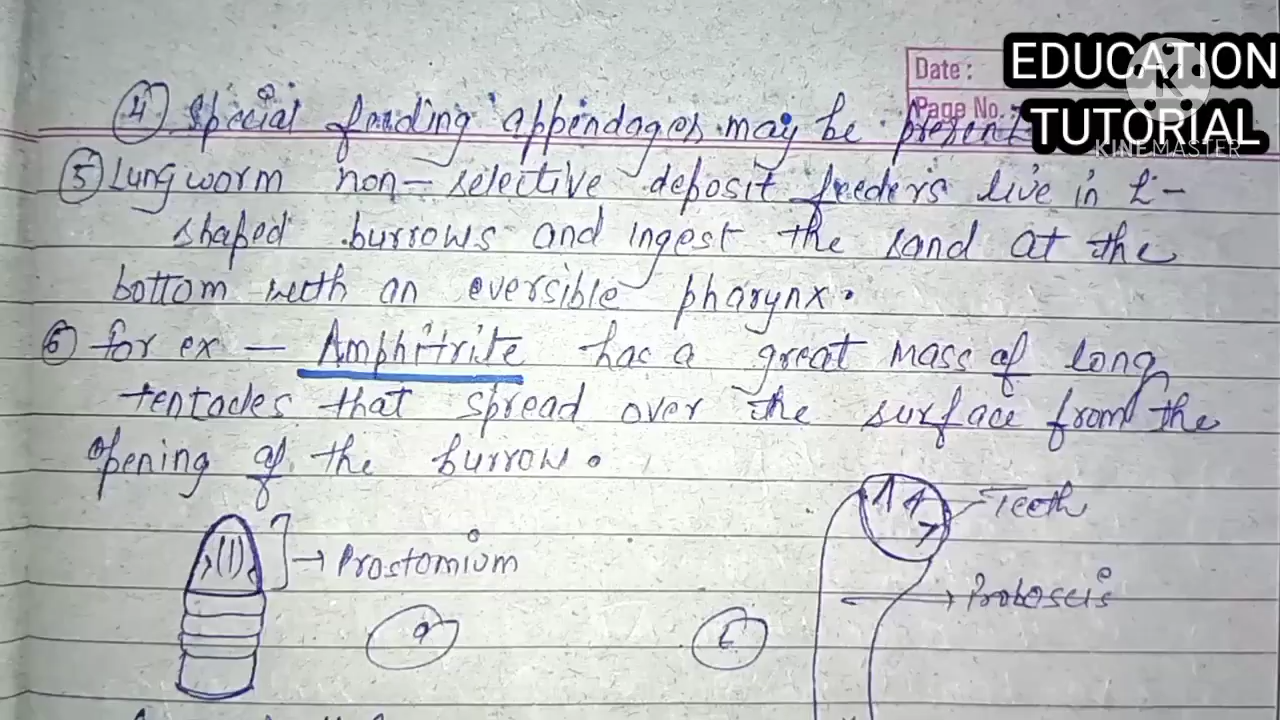 Date :
Page No.
EDUCATION
TUTORIAL
KINEMASTER
④ Special feeding appendages may be present
⑤ Lungworm non-selective deposit feeders live in L-
shaped burrows and ingest the sand at the
bottom with an eversible pharynx.
⑥ for ex - Amphitrite has a great mass of long
tentacles that spread over the surface from the
opening of the burrow.
Teeth
Prostomium
Proboscis